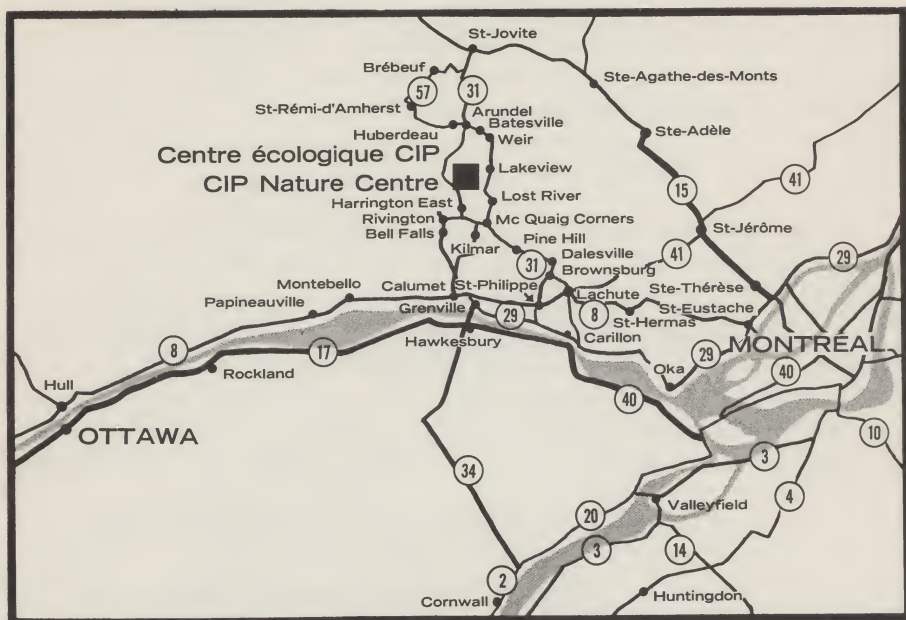 St-Jovite
Brébeuf
Ste-Agathe-des-Monts
57
31
St-Rémi-d'Amherst
Arundel
Batesville
Huberdeau
Weir
Ste-Adèle
Centre écologique CIP
CIP Nature Centre
Lakeview
15
41
Harrington East
Lost River
Rivington
Mc Quaig Corners
St-Jérôme
Bell Falls
Kilmar
Pine Hill
31
Dalesville
41
29
Brownsburg
Montebello
Calumet
St-Philippe
Ste-Thérèse
Papineauville
Grenville
29
Lachute
8
St-Eustache
St-Hermas
Hawkesbury
Carillon
MONTRÉAL
8
17
Oka
29
40
Rockland
Hull
40
OTTAWA
10
34
3
4
Valleyfield
20
3
14
2
Cornwall
Huntingdon